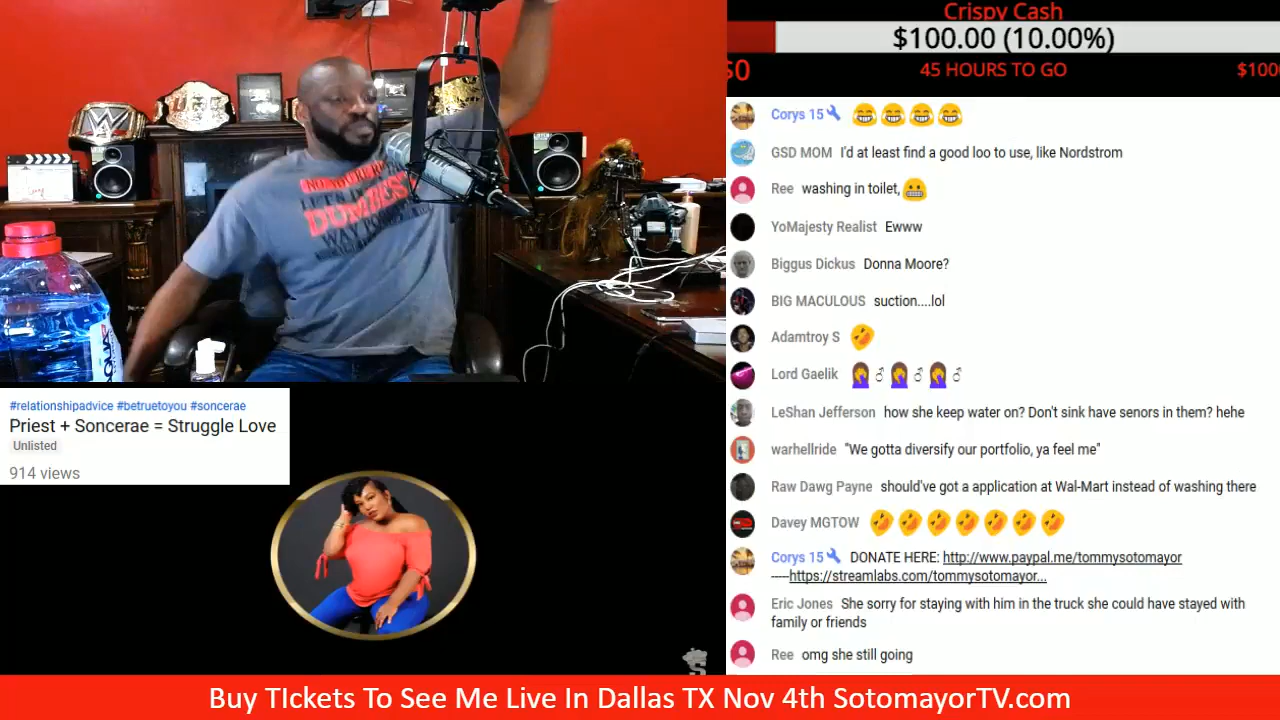 Crispy Cash
$100.00 (10.00%)
$0
45 HOURS TO GO
$100
Corys 15 😂😂😂😂
GSD MOM I'd at least find a good loo to use, like Nordstrom
Ree washing in toilet,😬
YoMajesty Realist Ewww
Biggus Dickus Donna Moore?
BIG MACULOUS suction....lol
Adamtroy S 🤣
Lord Gaelik 🤦🏾♂🤦🏾♂🤦🏾♂
LeShan Jefferson how she keep water on? Don't sink have senors in them? hehe
warhellride "We gotta diversify our portfolio, ya feel me"
Raw Dawg Payne should've got a application at Wal-Mart instead of washing there
Davey MGTOW 🤣🤣🤣🤣🤣🤣🤣
Corys 15 DONATE HERE: http://www.paypal.me/tommysotomayor
-----https://streamlabs.com/tommysotomayor...
Eric Jones She sorry for staying with him in the truck she could have stayed with
family or friends
Ree omg she still going
DUMBEST
WAY
#relationshipadvice #betruetoyou #soncerae
Priest + Soncerae = Struggle Love
Unlisted
914 views
Buy TIckets To See Me Live In Dallas TX Nov 4th SotomayorTV.com